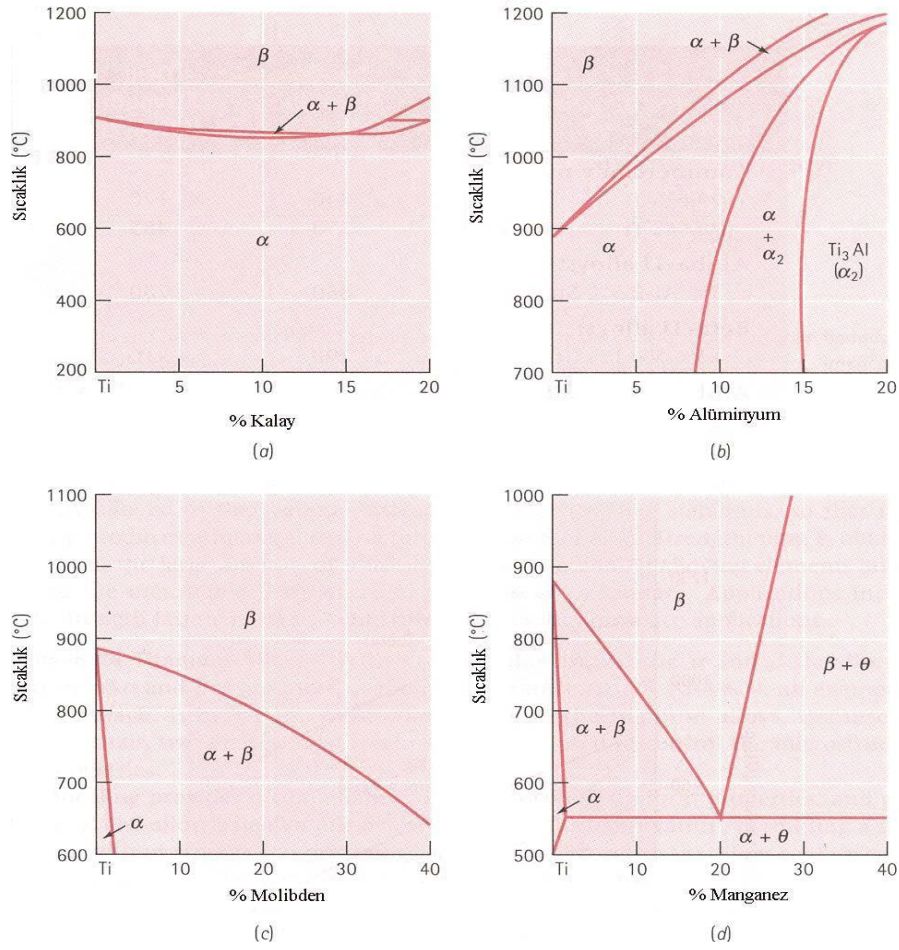 1200
1000
800
600
400
200
Sıcaklık (°C)
β
α + β
α
Ti
5
10
15
20
% Kalay
(a)
1200
1100
1000
900
800
700
Sıcaklık (°C)
α + β
β
α
α
+
α₂
Ti₃ Al
(α₂)
Ti
5
10
15
20
% Alüminyum
(b)
1100
1000
900
800
700
600
Sıcaklık (°C)
β
α + β
α
Ti
10
20
30
40
% Molibden
(c)
1000
900
800
700
600
500
Sıcaklık (°C)
β
β + θ
α + β
α
α + θ
Ti
10
20
30
40
% Manganez
(d)